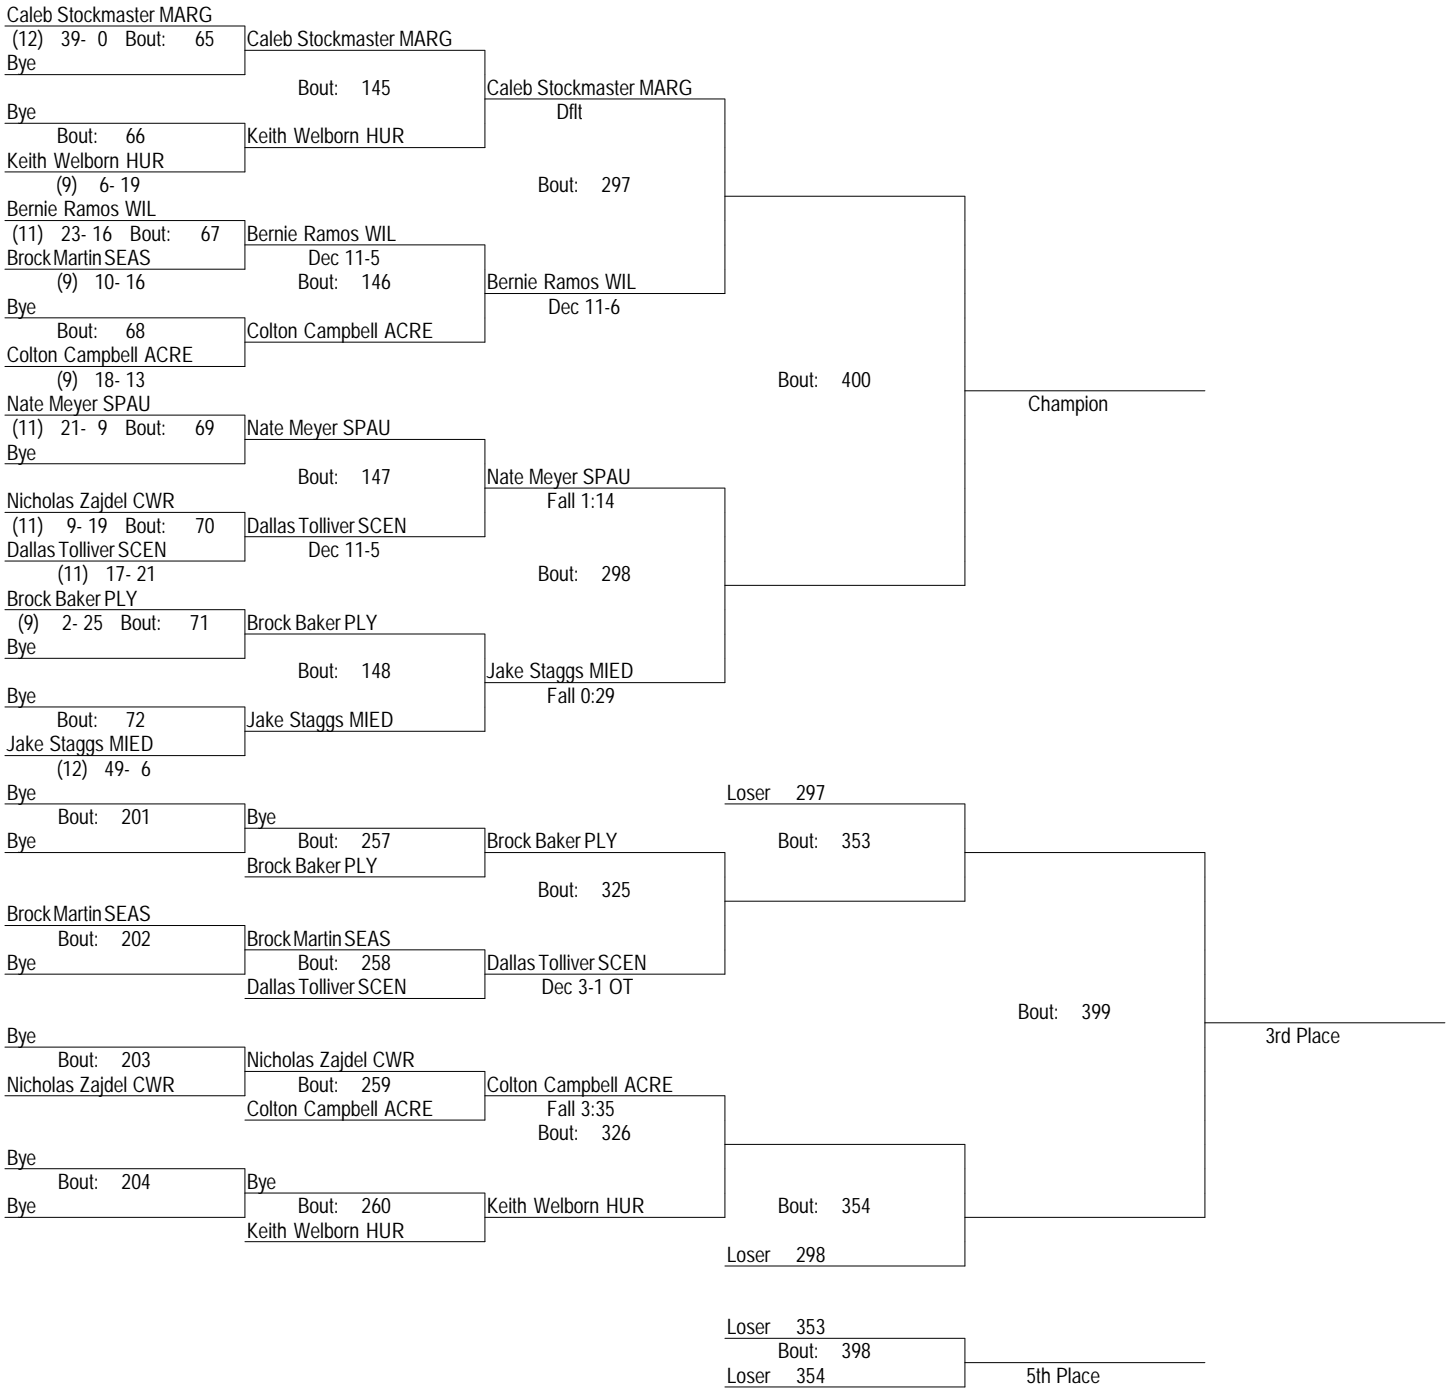 Caleb Stockmaster MARG
(12) 39- 0 Bout: 65
Caleb Stockmaster MARG
Bye
Bout: 145
Caleb Stockmaster MARG
Bye
Dflt
Bout: 66
Keith Welborn HUR
Keith Welborn HUR
(9) 6- 19
Bout: 297
Bernie Ramos WIL
(11) 23- 16 Bout: 67
Bernie Ramos WIL
Brock Martin SEAS
Dec 11-5
(9) 10- 16
Bout: 146
Bernie Ramos WIL
Bye
Dec 11-6
Bout: 68
Colton Campbell ACRE
Colton Campbell ACRE
(9) 18- 13
Bout: 400
Nate Meyer SPAU
Champion
(11) 21- 9 Bout: 69
Nate Meyer SPAU
Bye
Bout: 147
Nate Meyer SPAU
Nicholas Zajdel CWR
Fall 1:14
(11) 9- 19 Bout: 70
Dallas Tolliver SCEN
Dallas Tolliver SCEN
Dec 11-5
(11) 17- 21
Bout: 298
Brock Baker PLY
(9) 2- 25 Bout: 71
Brock Baker PLY
Bye
Bout: 148
Jake Staggs MIED
Bye
Fall 0:29
Bout: 72
Jake Staggs MIED
Jake Staggs MIED
(12) 49- 6
Bye
Loser 297
Bout: 201
Bye
Bye
Bout: 257
Brock Baker PLY
Bout: 353
Brock Baker PLY
Bout: 325
Brock Martin SEAS
Bout: 202
Brock Martin SEAS
Bye
Bout: 258
Dallas Tolliver SCEN
Dallas Tolliver SCEN
Dec 3-1 OT
Bout: 399
Bye
3rd Place
Bout: 203
Nicholas Zajdel CWR
Nicholas Zajdel CWR
Bout: 259
Colton Campbell ACRE
Colton Campbell ACRE
Fall 3:35
Bout: 326
Bye
Bout: 204
Bye
Bye
Bout: 260
Keith Welborn HUR
Bout: 354
Keith Welborn HUR
Loser 298
Loser 353
Bout: 398
Loser 354
5th Place